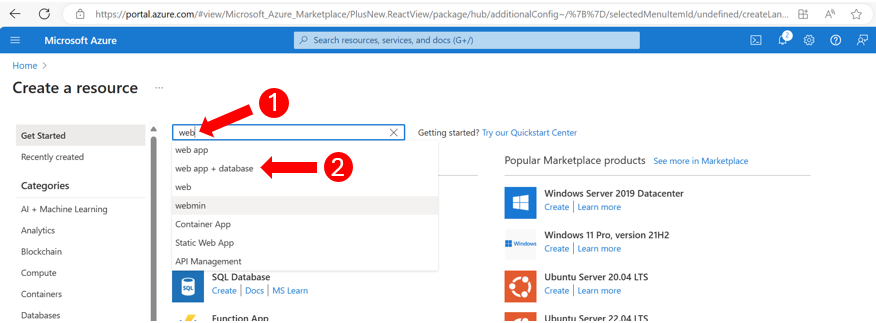 https://portal.azure.com/#view/Microsoft_Azure_Marketplace/PlusNew.ReactView/package/hub/additionalConfig~/%7B%7D/selectedMenuItemId/undefined/createLan...
Microsoft Azure
Search resources, services, and docs (G+/)
2
Home >
Create a resource ...
1
Get Started
Recently created
Categories
AI + Machine Learning
Analytics
Blockchain
Compute
Containers
Databases
web
Getting started? Try our Quickstart Center
web app
web app + database
2
web
webmin
Container App
Static Web App
API Management
SQL
SQL Database
Create | Docs | MS Learn
Function App
Popular Marketplace products See more in Marketplace
Windows Server 2019 Datacenter
Create | Learn more
Windows
Windows 11 Pro, version 21H2
Create | Learn more
Ubuntu Server 20.04 LTS
Create | Learn more
Ubuntu Server 22.04 LTS